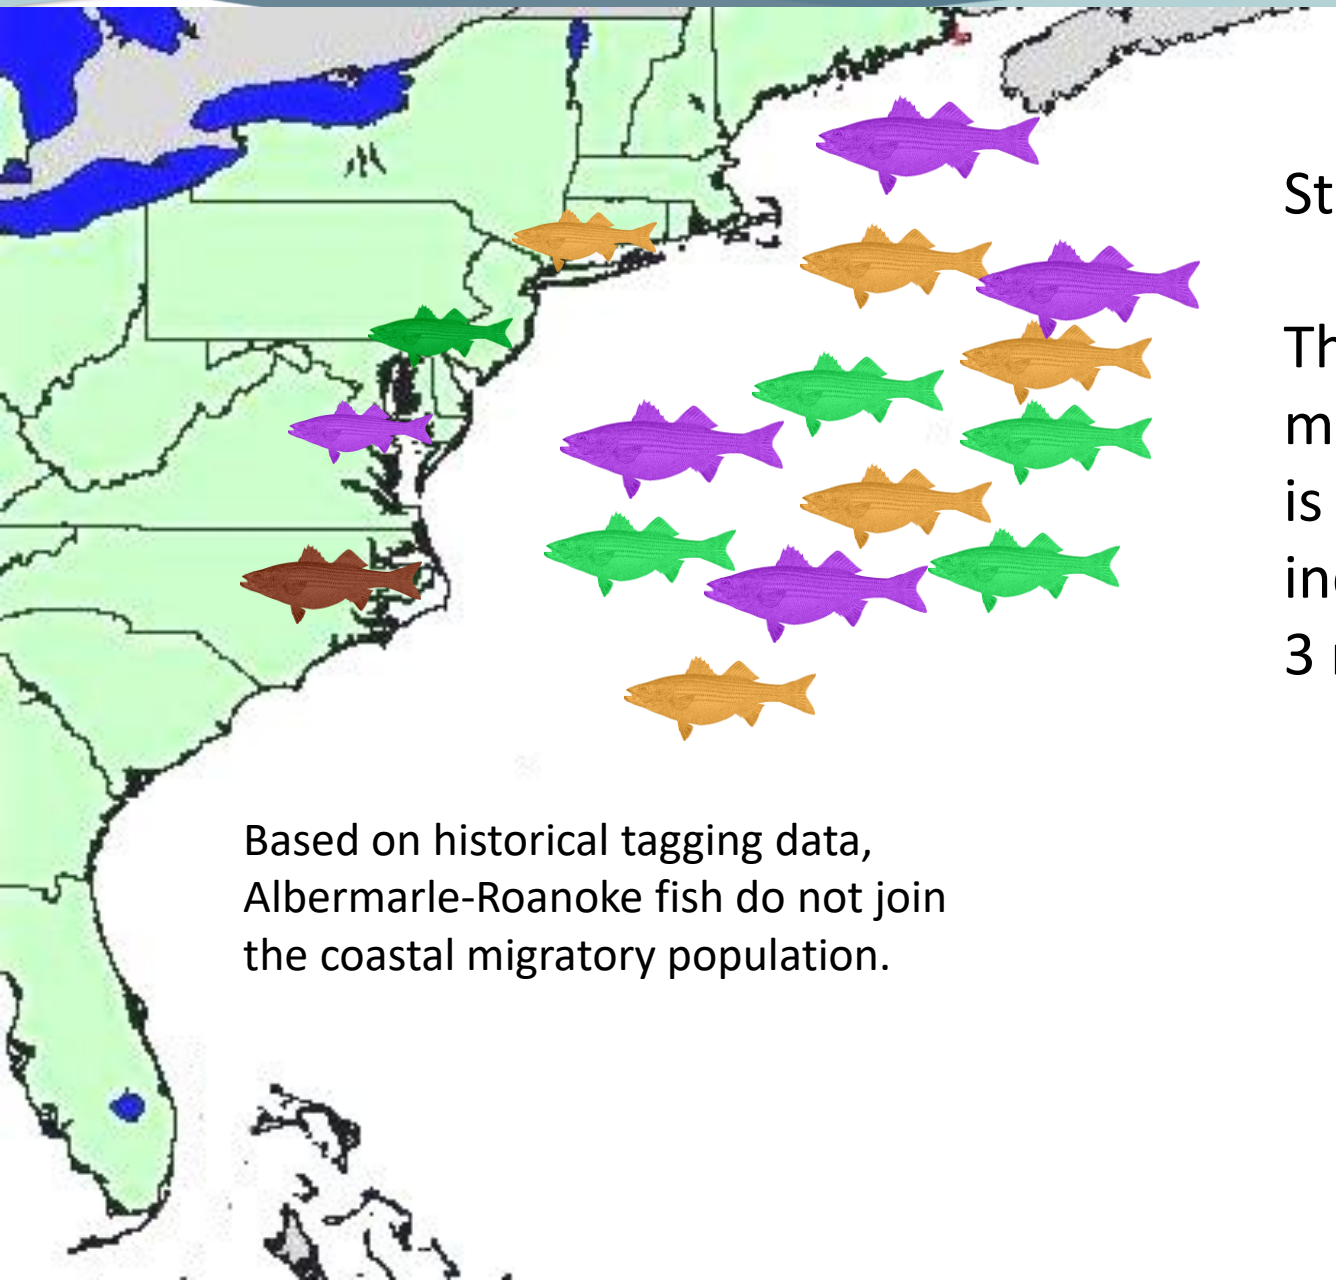 St
Th
m
is
in
3
Based on historical tagging data,
Albermarle-Roanoke fish do not join
the coastal migratory population.